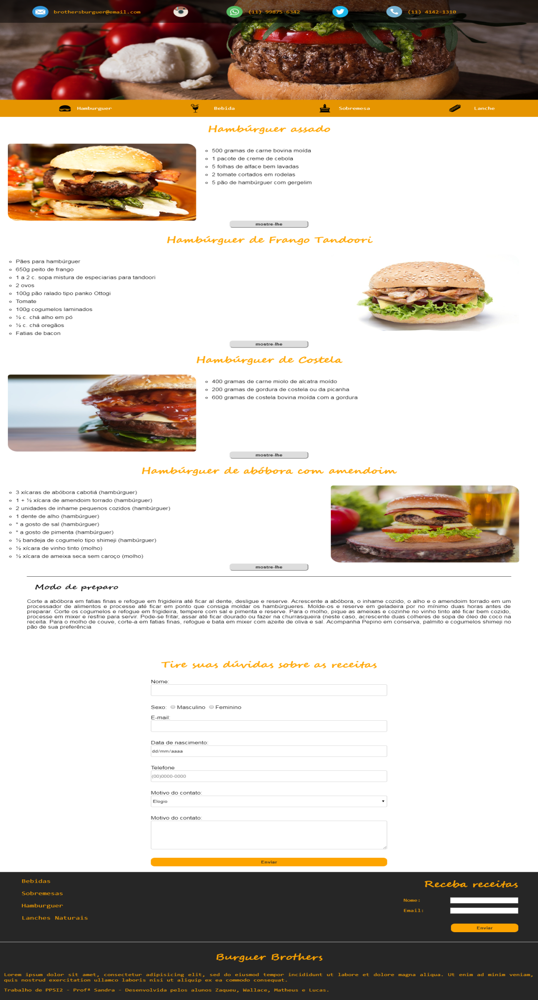 brothersburguer@email.com
(11) 99875-6342
(11) 4142-1310
Hamburguer
Bebida
Sobremesa
Lanche
Hambúrguer assado
500 gramas de carne bovina moída
1 pacote de creme de cebola
5 folhas de alface bem lavadas
2 tomate cortados em rodelas
5 pão de hambúrguer com gergelim
mostre-lhe
Hambúrguer de Frango Tandoori
Pães para hambúrguer
650g peito de frango
1 a 2 c. sopa mistura de especiarias para tandoori
2 ovos
100g pão ralado tipo panko Ottogi
Tomate
100g cogumelos laminados
½ c. chá alho em pó
½ c. chá oregãos
Fatias de bacon
mostre-lhe
Hambúrguer de Costela
400 gramas de carne miolo de alcatra moído
200 gramas de gordura de costela ou da picanha
600 gramas de costela bovina moída com a gordura
mostre-lhe
Hambúrguer de abóbora com amendoim
3 xícaras de abóbora cabotiá (hambúrguer)
1 + ½ xícara de amendoim torrado (hambúrguer)
2 unidades de inhame pequenos cozidos (hambúrguer)
1 dente de alho (hambúrguer)
* a gosto de sal (hambúrguer)
* a gosto de pimenta (hambúrguer)
½ bandeja de cogumelo tipo shimeji (hambúrguer)
½ xícara de vinho tinto (molho)
½ xícara de ameixa seca sem caroço (molho)
mostre-lhe
Modo de preparo
Corte a abóbora em fatias finas e refogue em frigideira até ficar al dente, desligue e reserve. Acrescente a abóbora, o inhame cozido, o alho e o amendoim torrado em um
processador de alimentos e processe até ficar em ponto que consiga moldar os hambúrgueres. Molde-os e reserve em geladeira por no mínimo duas horas antes de
preparar. Corte os cogumelos e refogue em frigideira, tempere com sal e pimenta e reserve. Para o molho, pique as ameixas e cozinhe no vinho tinto até ficar bem cozido,
processe em mixer e resfrie para servir. Pode-se fritar, assar até ficar dourado ou fazer na churrasqueira (neste caso, acrescente duas colheres de sopa de óleo de coco na
receita. Para o molho de couve, corte-a em fatias finas, refogue e bata em mixer com azeite de oliva e sal. Acompanha Pepino em conserva, palmito e cogumelos shimeji no
pão de sua preferência
Tire suas dúvidas sobre as receitas
Nome:
Sexo: Masculino Feminino
E-mail:
Data de nascimento:
dd/mm/aaaa
Telefone
(00)0000-0000
Motivo do contato:
Elogio
Motivo do contato:
Enviar
Bebidas
Sobremesas
Hamburguer
Lanches Naturais
Receba receitas
Nome:
Email:
Enviar
Burguer Brothers
Lorem ipsum dolor sit amet, consectetur adipisicing elit, sed do eiusmod tempor incididunt ut labore et dolore magna aliqua. Ut enim ad minim veniam,
quis nostrud exercitation ullamco laboris nisi ut aliquip ex ea commodo consequat.
Trabalho de PPSI2 - Profª Sandra - Desenvolvida pelos alunos Zaqueu, Wallace, Matheus e Lucas.